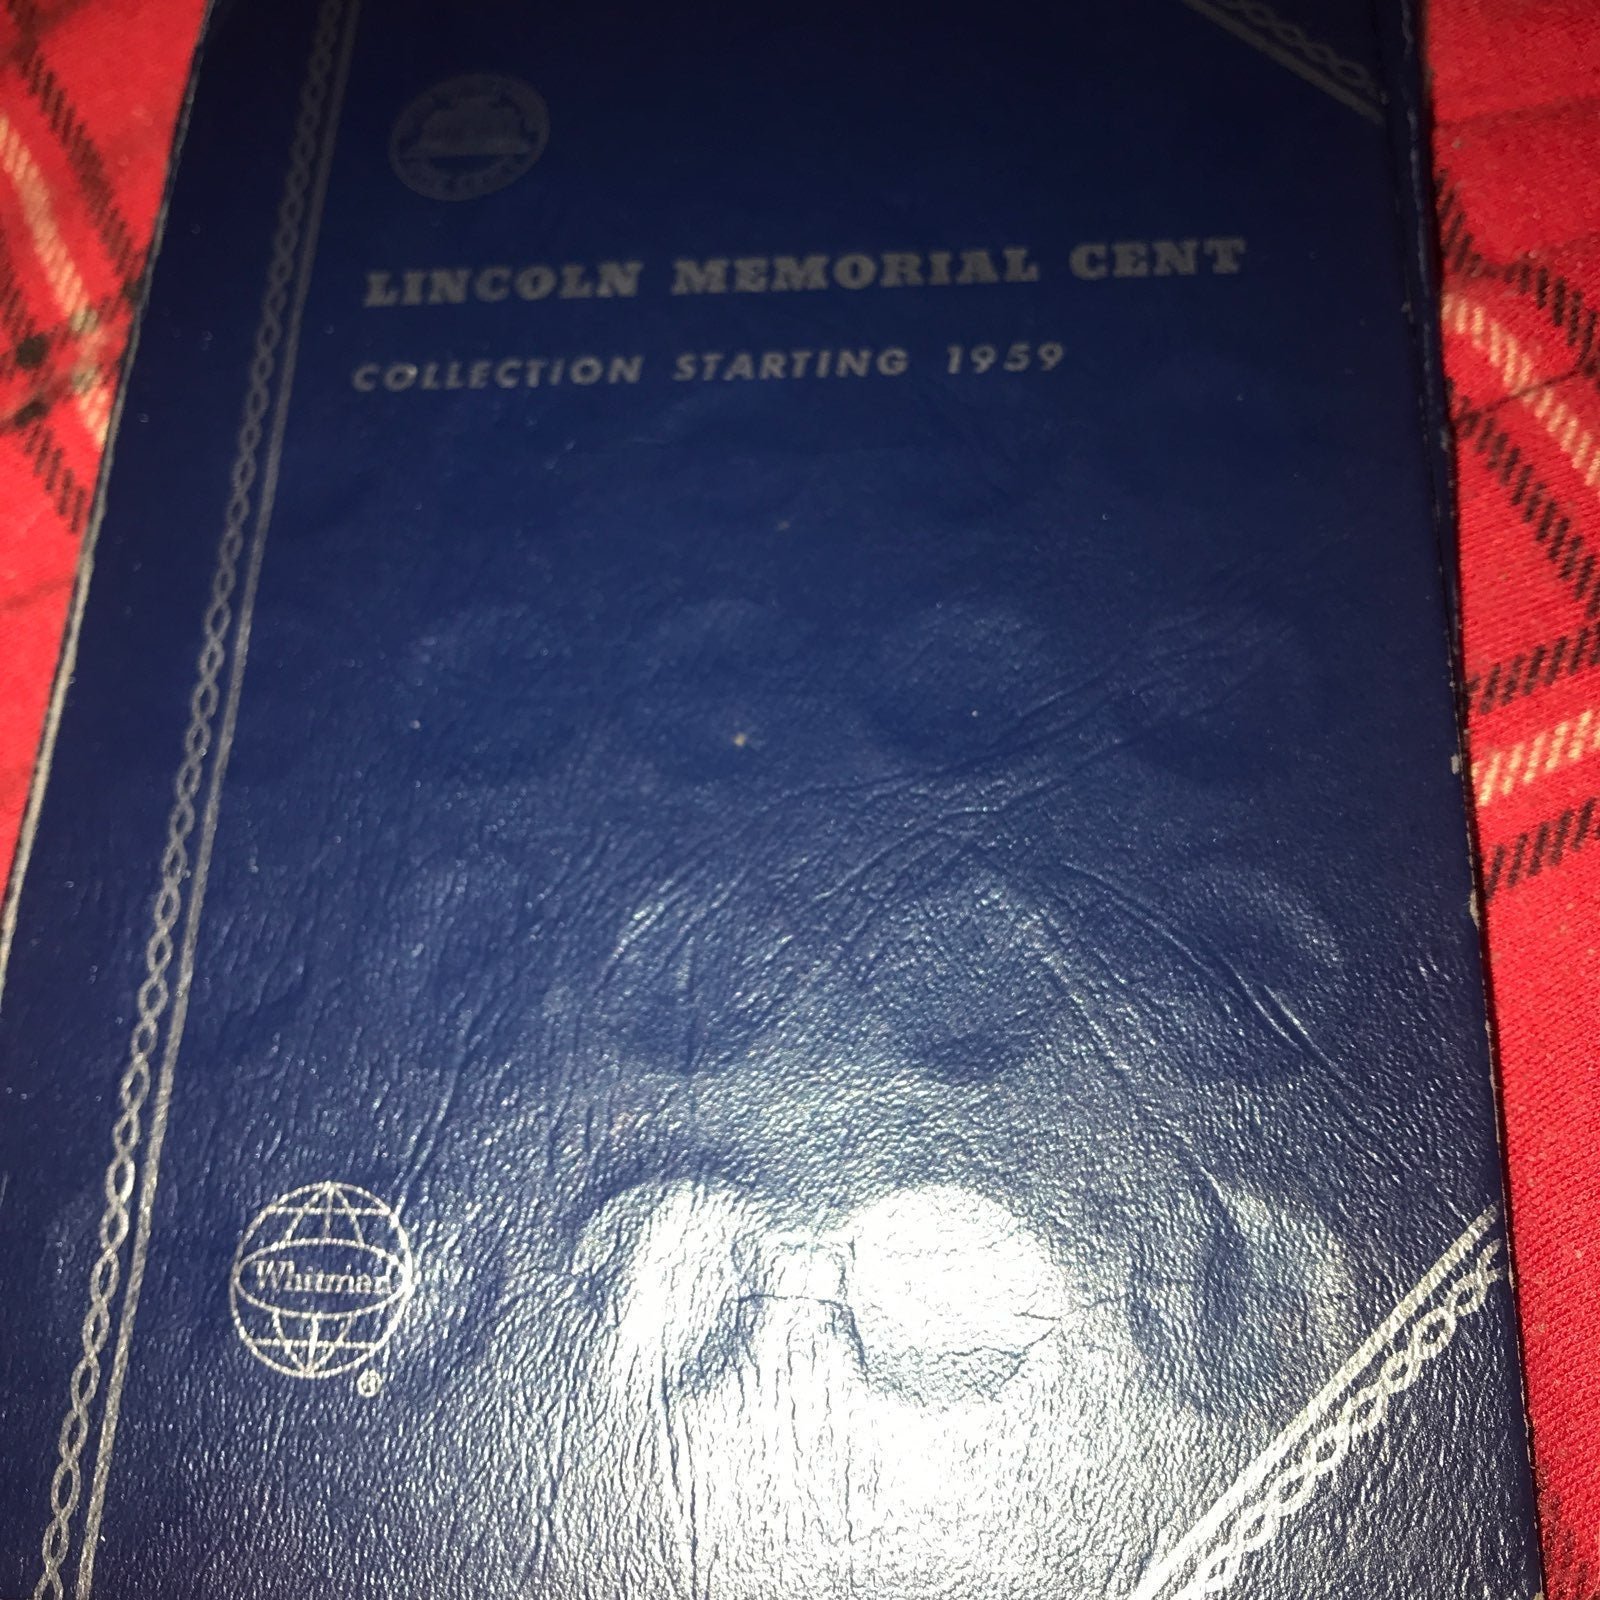 LINCOLN MEMORIAL CENT
COLLECTION STARTING 1959
Whitman
®